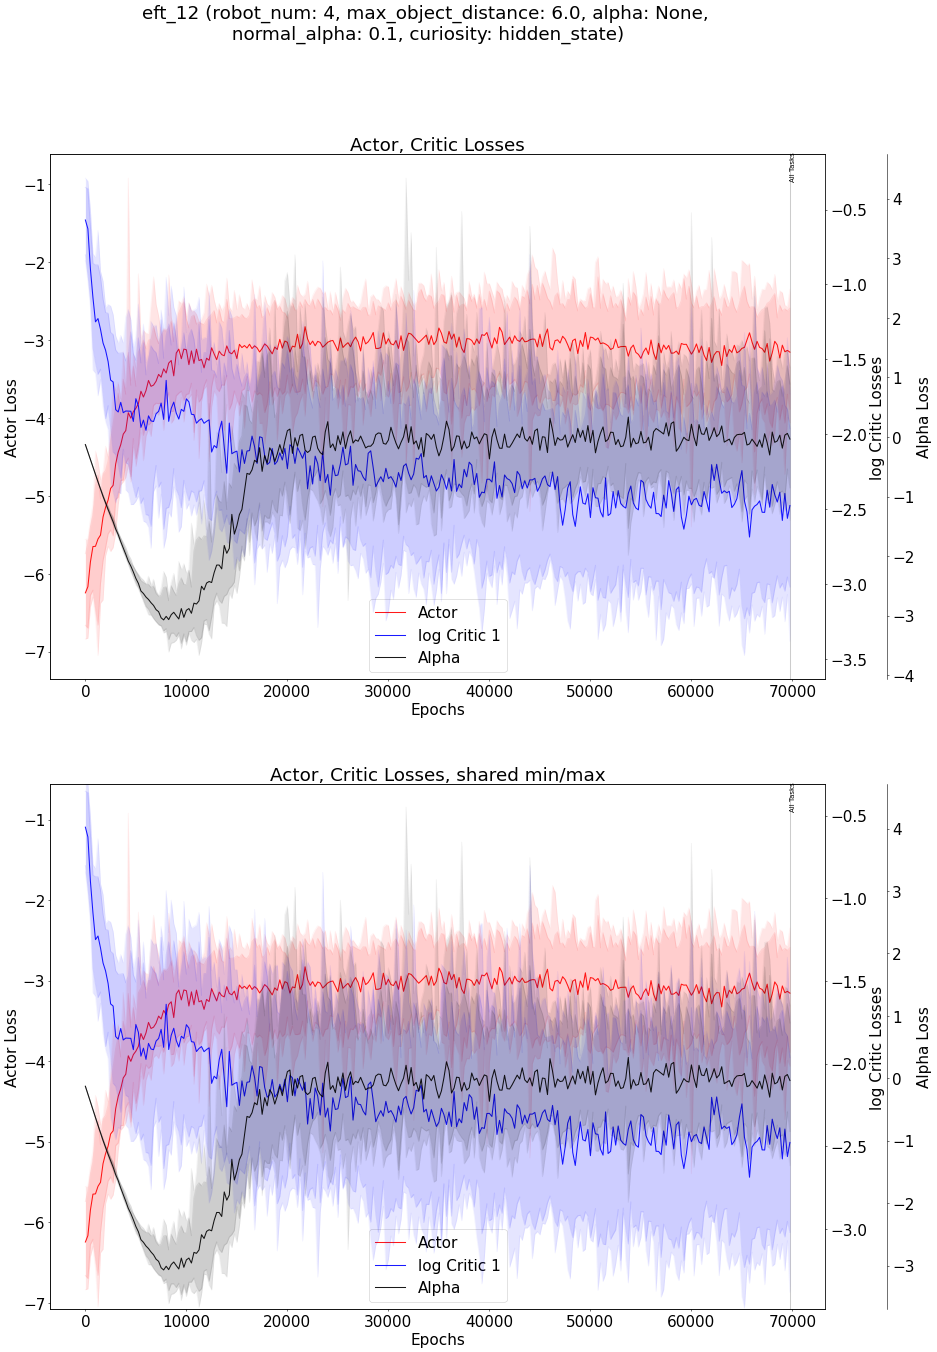 eft_12 (robot_num: 4, max_object_distance: 6.0, alpha: None,
normal_alpha: 0.1, curiosity: hidden_state)
Actor, Critic Losses
All Tasks
−1
−2
−3
−4
−5
−6
−7
Actor Loss
−0.5
−1.0
−1.5
−2.0
−2.5
−3.0
−3.5
log Critic Losses
4
3
2
1
0
−1
−2
−3
−4
Alpha Loss
Actor
log Critic 1
Alpha
0 10000 20000 30000 40000 50000 60000 70000
Epochs
Actor, Critic Losses, shared min/max
All Tasks
−1
−2
−3
−4
−5
−6
−7
Actor Loss
−0.5
−1.0
−1.5
−2.0
−2.5
−3.0
log Critic Losses
4
3
2
1
0
−1
−2
−3
Alpha Loss
Actor
log Critic 1
Alpha
0 10000 20000 30000 40000 50000 60000 70000
Epochs